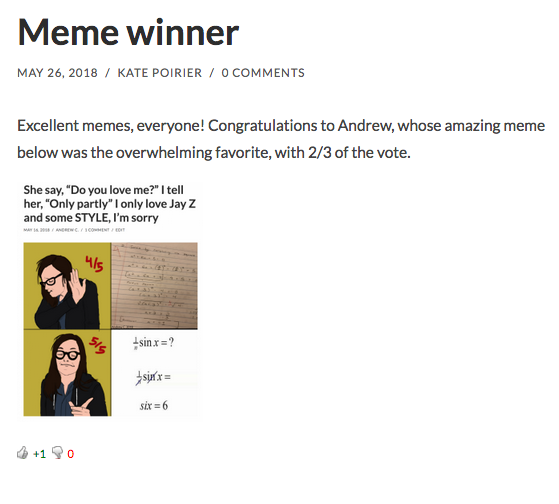 Meme winner
MAY 26, 2018 / KATE POIRIER / 0 COMMENTS
Excellent memes, everyone! Congratulations to Andrew, whose amazing meme
below was the overwhelming favorite, with 2/3 of the vote.
She say, “Do you love me?” I tell
her, “Only partly” I only love Jay Z
and some STYLE, I’m sorry
MAY 16, 2018 / ANDREW C. / 1 COMMENT / EDIT
4/5
5/5
1/n sin x = ?
1/n sin x =
six = 6
+1 0